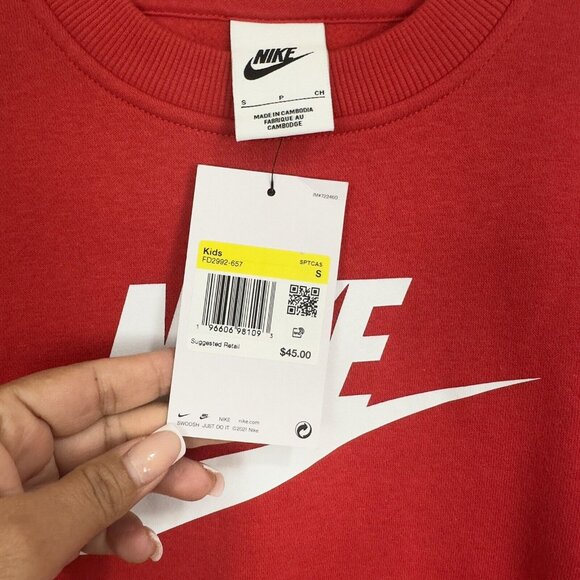 NIKE
S P CH
MADE IN CAMBODIA
FABRIQUE AU
CAMBODGE
Kids SPTCAS
FD2992-657 S
1 96606 98109 3
Suggested Retail $45.00
NIKE nike.com
SWOOSH JUST DO IT ©2021 Nike
KE